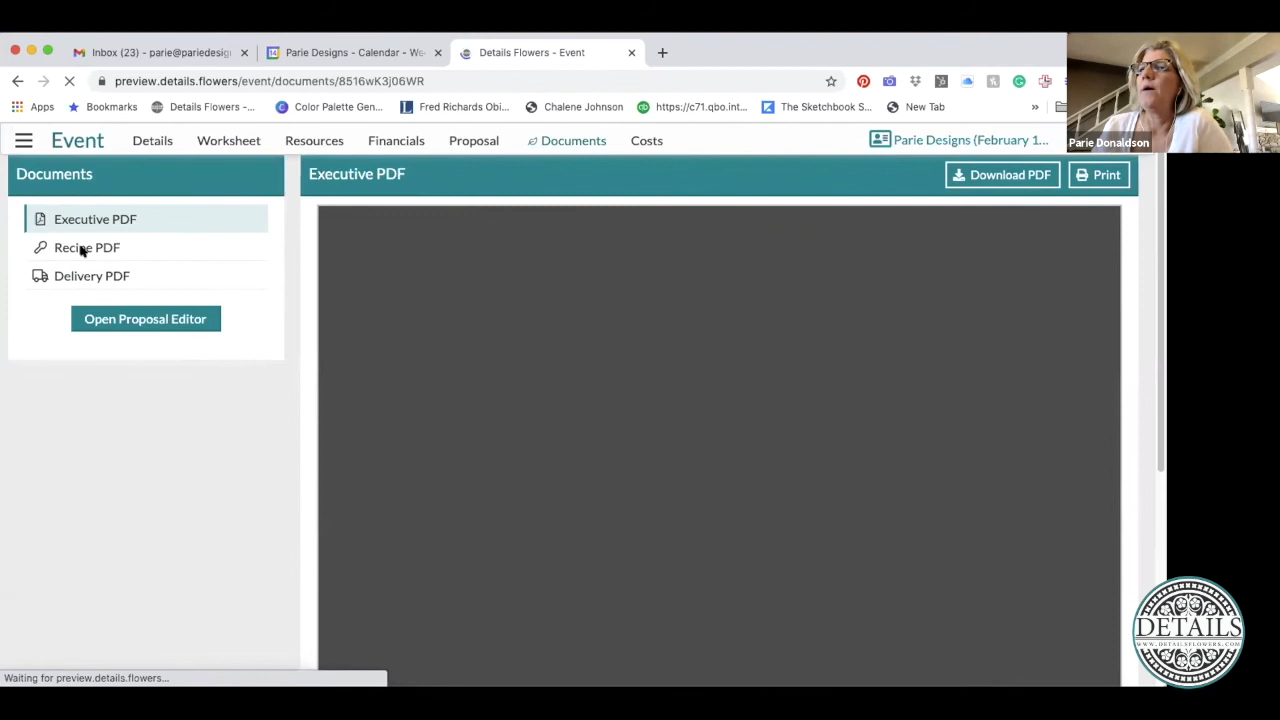 Inbox (23) - parie@pariedesig
Parie Designs - Calendar - We
Details Flowers - Event
preview.details.flowers/event/documents/8516wK3j06WR
Apps
Bookmarks
Details Flowers -...
Color Palette Gen...
Fred Richards Obi...
Chalene Johnson
https://c71.qbo.int...
The Sketchbook S...
New Tab
Event
Details
Worksheet
Resources
Financials
Proposal
Documents
Costs
Parie Designs (February 1...
Parie Donaldson
Documents
Executive PDF
Recipe PDF
Delivery PDF
Open Proposal Editor
Executive PDF
Download PDF
Print
Waiting for preview.details.flowers...
DETAILS
WWW.DETAILSFLOWERS.COM